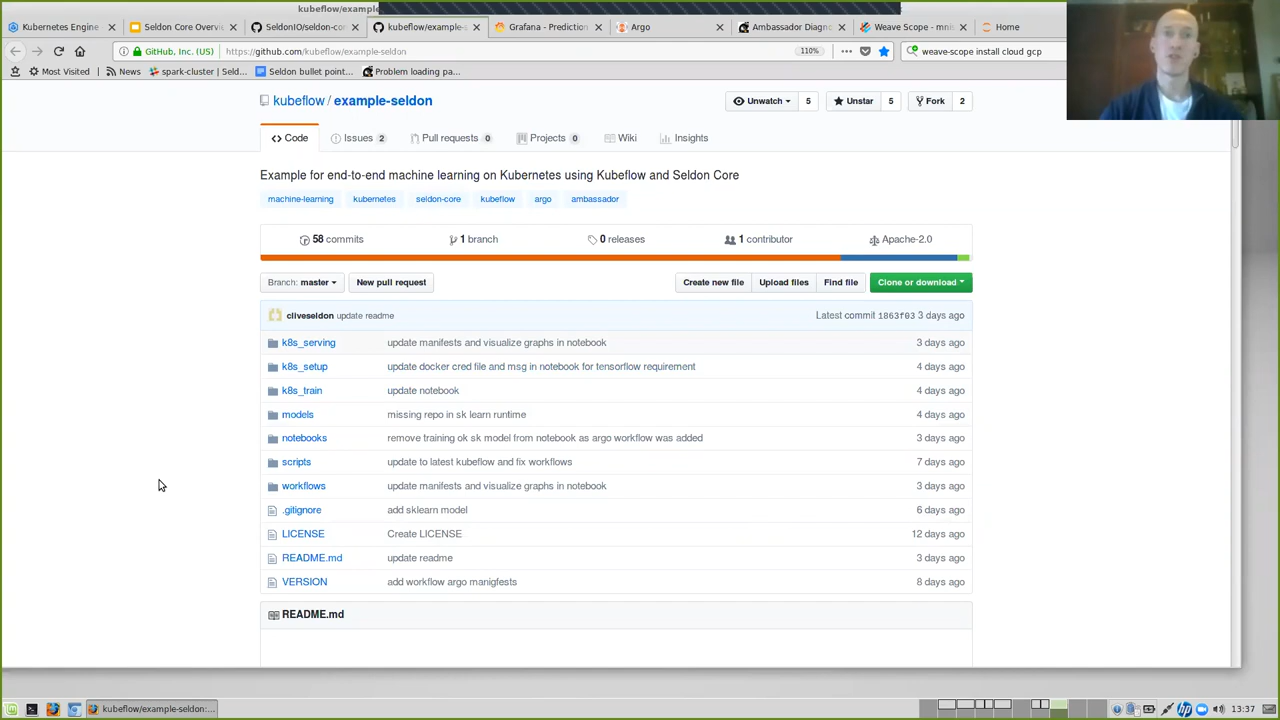 kubeflow/example
Kubernetes Engine
Seldon Core Overvi
SeldonIO/seldon-co
kubeflow/example-s
Grafana - Prediction
Argo
Ambassador Diagno
Weave Scope - mni
Home
GitHub, Inc. (US)
https://github.com/kubeflow/example-seldon
110%
weave-scope install cloud gcp
Most Visited
News
spark-cluster | Seld...
Seldon bullet point...
Problem loading pa...
kubeflow / example-seldon
Unwatch 5
Unstar 5
Fork 2
Code
Issues 2
Pull requests 0
Projects 0
Wiki
Insights
Example for end-to-end machine learning on Kubernetes using Kubeflow and Seldon Core
machine-learning kubernetes seldon-core kubeflow argo ambassador
58 commits
1 branch
0 releases
1 contributor
Apache-2.0
Branch: master
New pull request
Create new file
Upload files
Find file
Clone or download
cliveseldon update readme
Latest commit 1863f03 3 days ago
k8s_serving update manifests and visualize graphs in notebook 3 days ago
k8s_setup update docker cred file and msg in notebook for tensorflow requirement 4 days ago
k8s_train update notebook 4 days ago
models missing repo in sk learn runtime 4 days ago
notebooks remove training ok sk model from notebook as argo workflow was added 3 days ago
scripts update to latest kubeflow and fix workflows 7 days ago
workflows update manifests and visualize graphs in notebook 3 days ago
.gitignore add sklearn model 6 days ago
LICENSE Create LICENSE 12 days ago
README.md update readme 3 days ago
VERSION add workflow argo manigfests 8 days ago
README.md
kubeflow/example-seldon:...
13:37